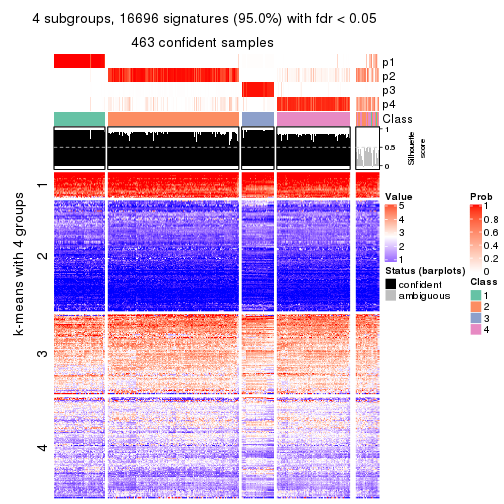 4 subgroups, 16696 signatures (95.0%) with fdr < 0.05
463 confident samples
p1
p2
p3
p4
Class
1
0.5
0
Silhouette
score
k-means with 4 groups
1
2
3
4
Value
5
4
3
2
1
Status (barplots)
confident
ambiguous
Prob
1
0.8
0.6
0.4
0.2
0
Class
1
2
3
4